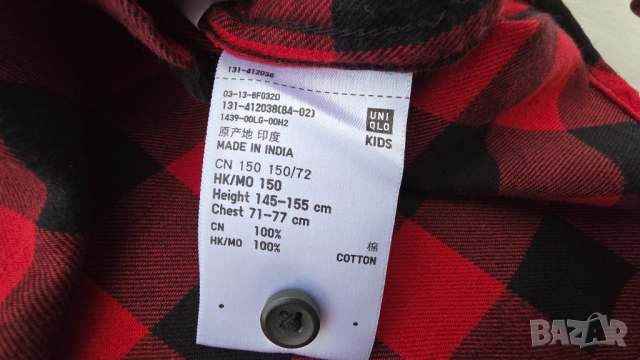 131-412038
03-13-8F032D
131-412038(84-02)
1439-00LG-00H2
UNI
QLO
KIDS
原产地 印度
MADE IN INDIA
CN 150 150/72
HK/MO 150
Height 145-155 cm
Chest 71-77 cm
CN 100%
HK/MO 100%
棉
COTTON
BAZAR